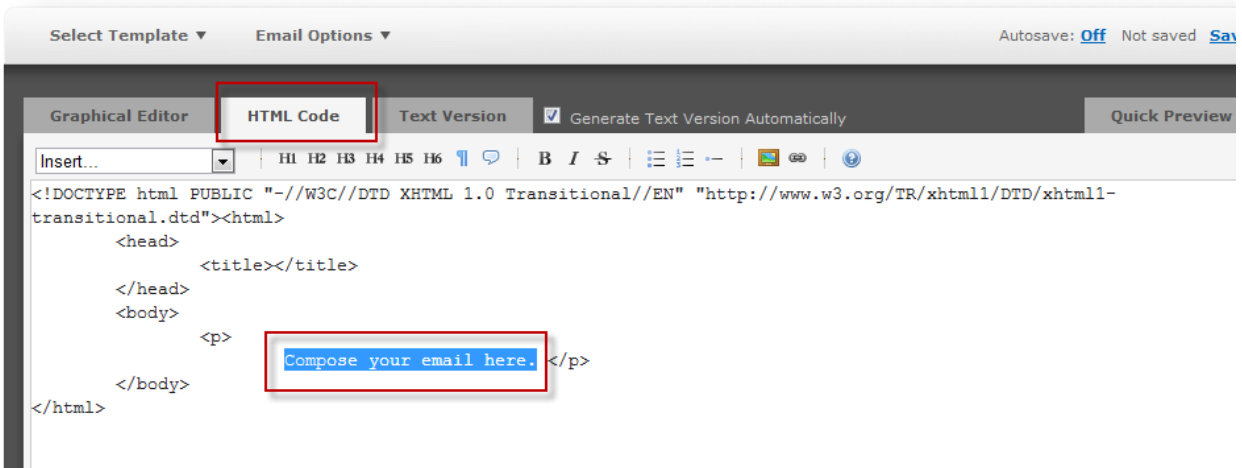 Select Template ▼ Email Options ▼ Autosave: Off Not saved
Graphical Editor HTML Code Text Version Generate Text Version Automatically Quick Preview
Insert... H1 H2 H3 H4 H5 H6 ¶ B I S
<!DOCTYPE html PUBLIC "-//W3C//DTD XHTML 1.0 Transitional//EN" "http://www.w3.org/TR/xhtml1/DTD/xhtml1-
transitional.dtd"><html>
<head>
<title></title>
</head>
<body>
<p>
Compose your email here. </p>
</body>
</html>